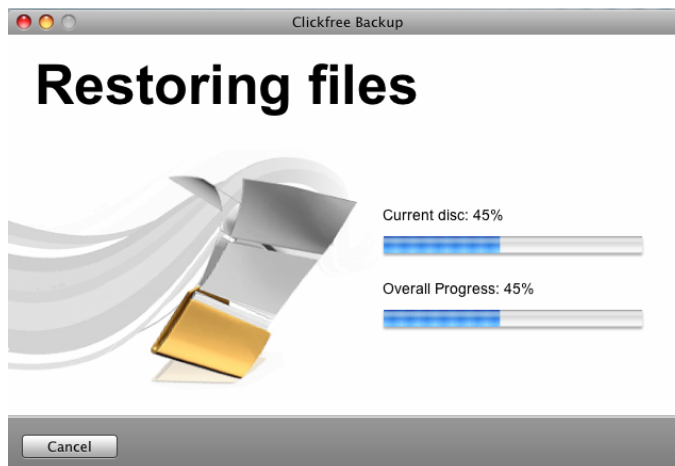 Clickfree Backup
Restoring files
Current disc: 45%
Overall Progress: 45%
Cancel